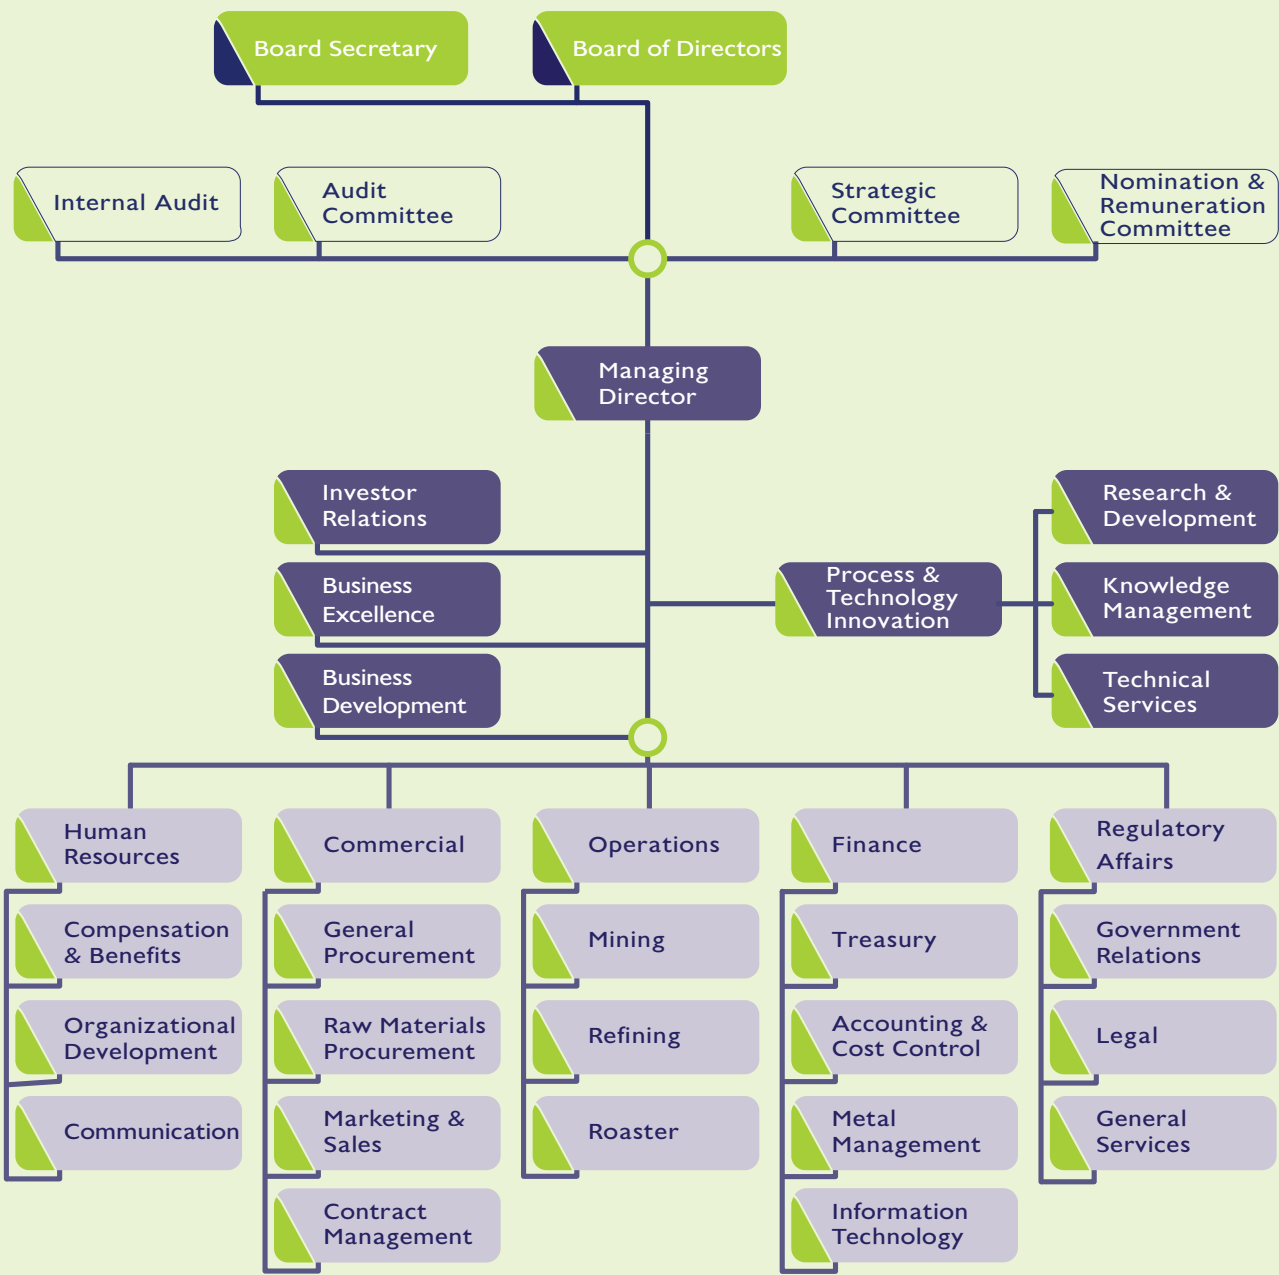 Board Secretary
Board of Directors
Internal Audit
Audit
Committee
Strategic
Committee
Nomination &
Remuneration
Committee
Managing
Director
Investor
Relations
Business
Excellence
Business
Development
Process &
Technology
Innovation
Research &
Development
Knowledge
Management
Technical
Services
Human
Resources
Compensation
& Benefits
Organizational
Development
Communication
Commercial
General
Procurement
Raw Materials
Procurement
Marketing &
Sales
Contract
Management
Operations
Mining
Refining
Roaster
Finance
Treasury
Accounting &
Cost Control
Metal
Management
Information
Technology
Regulatory
Affairs
Government
Relations
Legal
General
Services